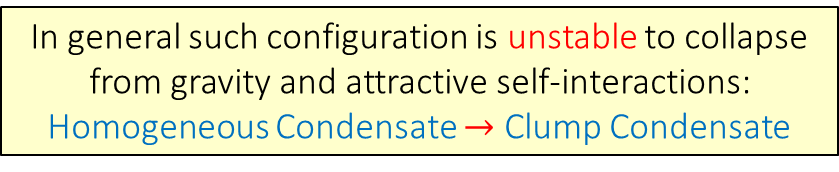 In general such configuration is unstable to collapse
from gravity and attractive self-interactions:
Homogeneous Condensate → Clump Condensate